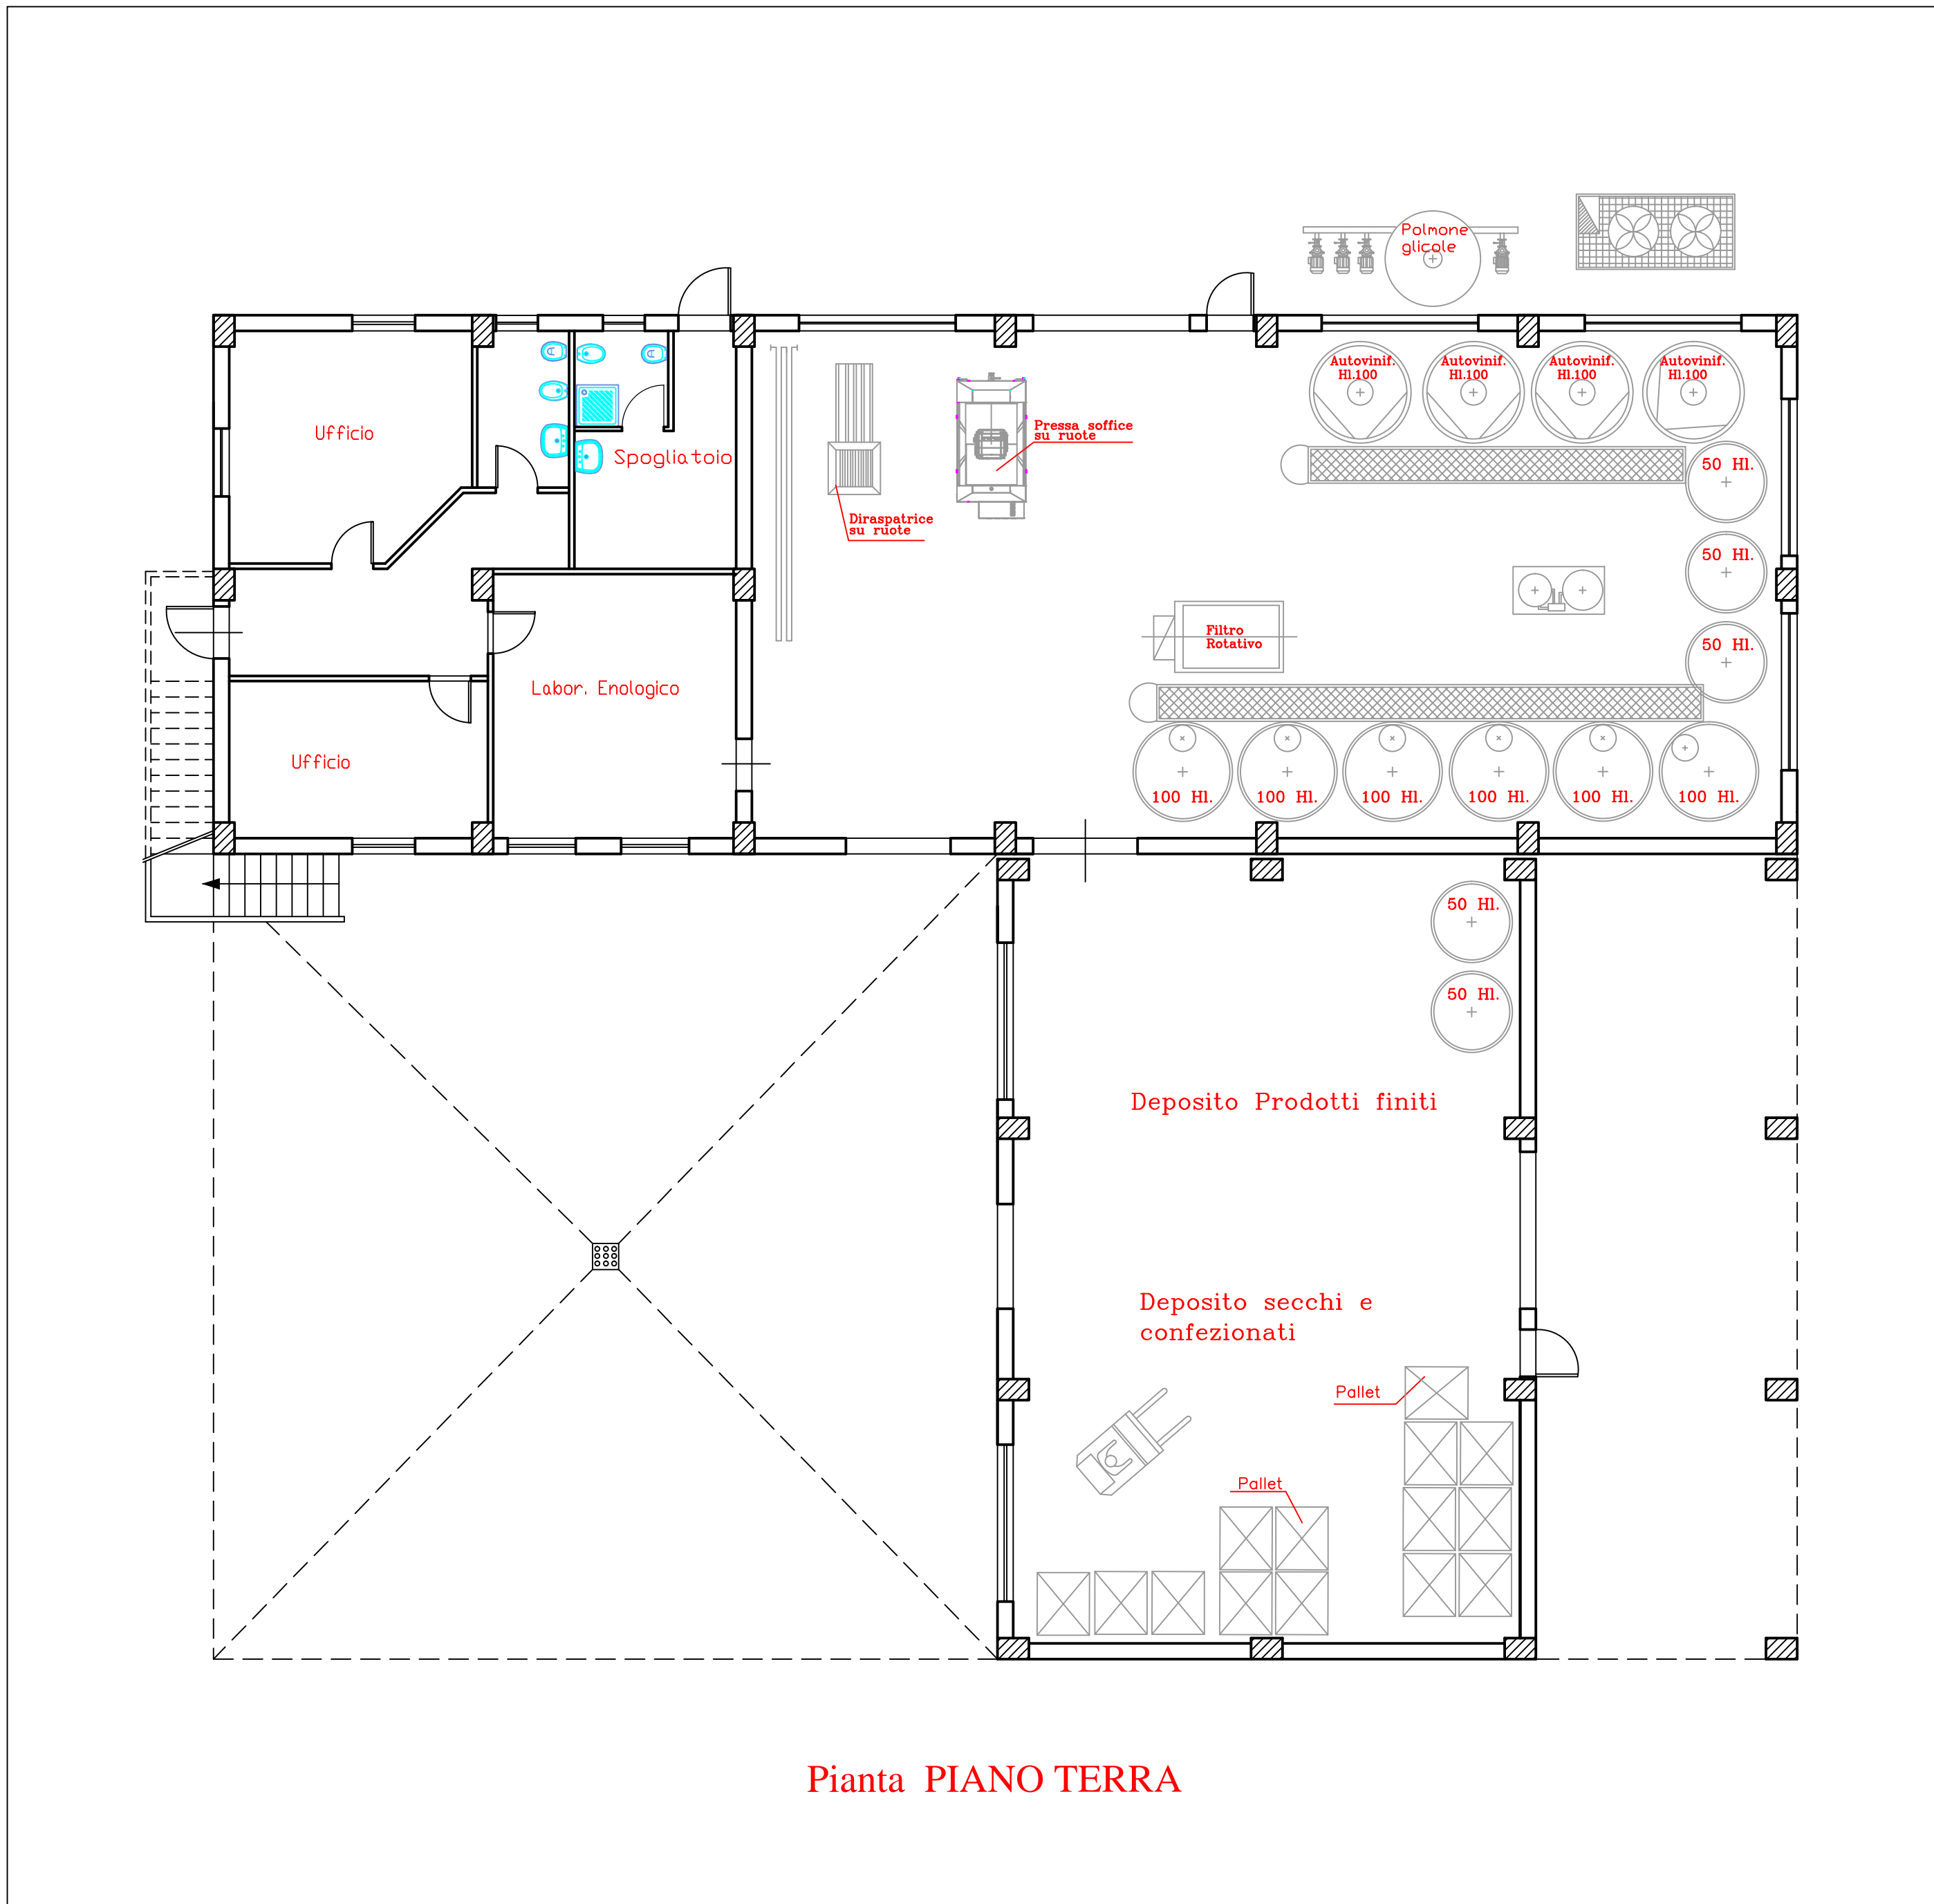 Polmone
glicole
Autovinif.
Hl.100
Autovinif.
Hl.100
Autovinif.
Hl.100
Autovinif.
Hl.100
Ufficio
Spogliatoio
Pressa soffice
su ruote
50 Hl.
Diraspatrice
su ruote
50 Hl.
Filtro
Rotativo
50 Hl.
Labor. Enologico
Ufficio
100 Hl.
100 Hl.
100 Hl.
100 Hl.
100 Hl.
100 Hl.
50 Hl.
50 Hl.
Deposito Prodotti finiti
Deposito secchi e
confezionati
Pallet
Pallet
Pianta PIANO TERRA